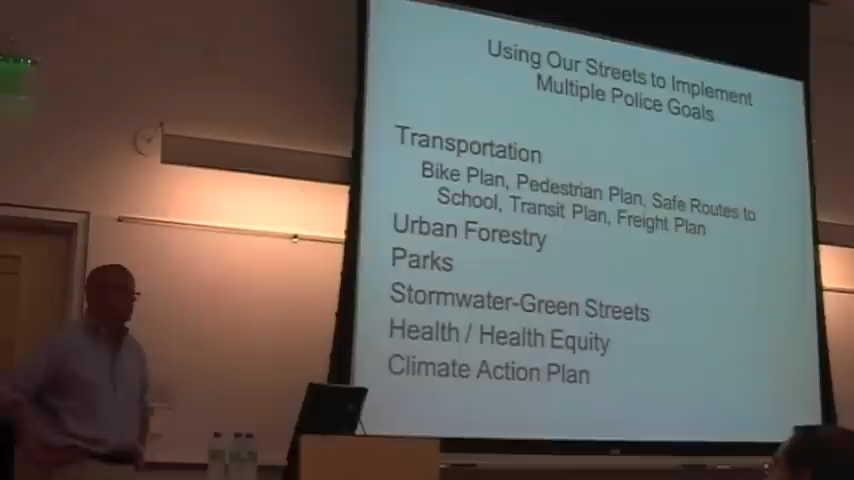 Using Our Streets to Implement
Multiple Police Goals
Transportation
Bike Plan, Pedestrian Plan, Safe Routes to
School, Transit Plan, Freight Plan
Urban Forestry
Parks
Stormwater-Green Streets
Health / Health Equity
Climate Action Plan